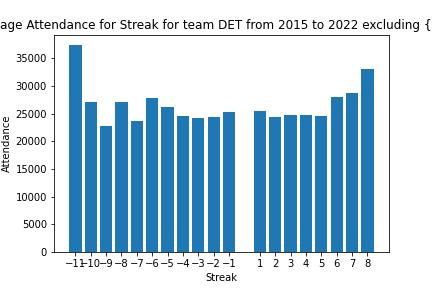 age Attendance for Streak for team DET from 2015 to 2022 excluding {
35000
30000
25000
20000
15000
10000
5000
0
Attendance
−11 −10 −9 −8 −7 −6 −5 −4 −3 −2 −1 1 2 3 4 5 6 7 8
Streak